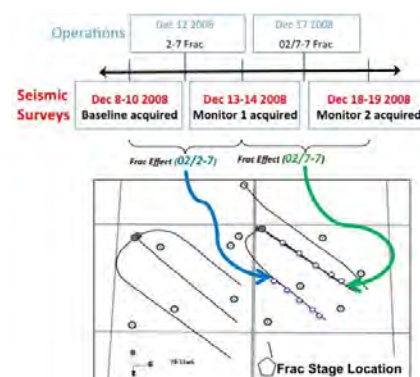 Operations
Dec 12 2008
2-7 Frac
Dec 17 2008
02/7-7 Frac
Seismic
Surveys
Dec 8-10 2008
Baseline acquired
Dec 13-14 2008
Monitor 1 acquired
Dec 18-19 2008
Monitor 2 acquired
Frac Effect (02/2-7)
Frac Effect (02/7-7)
Frac Stage Location